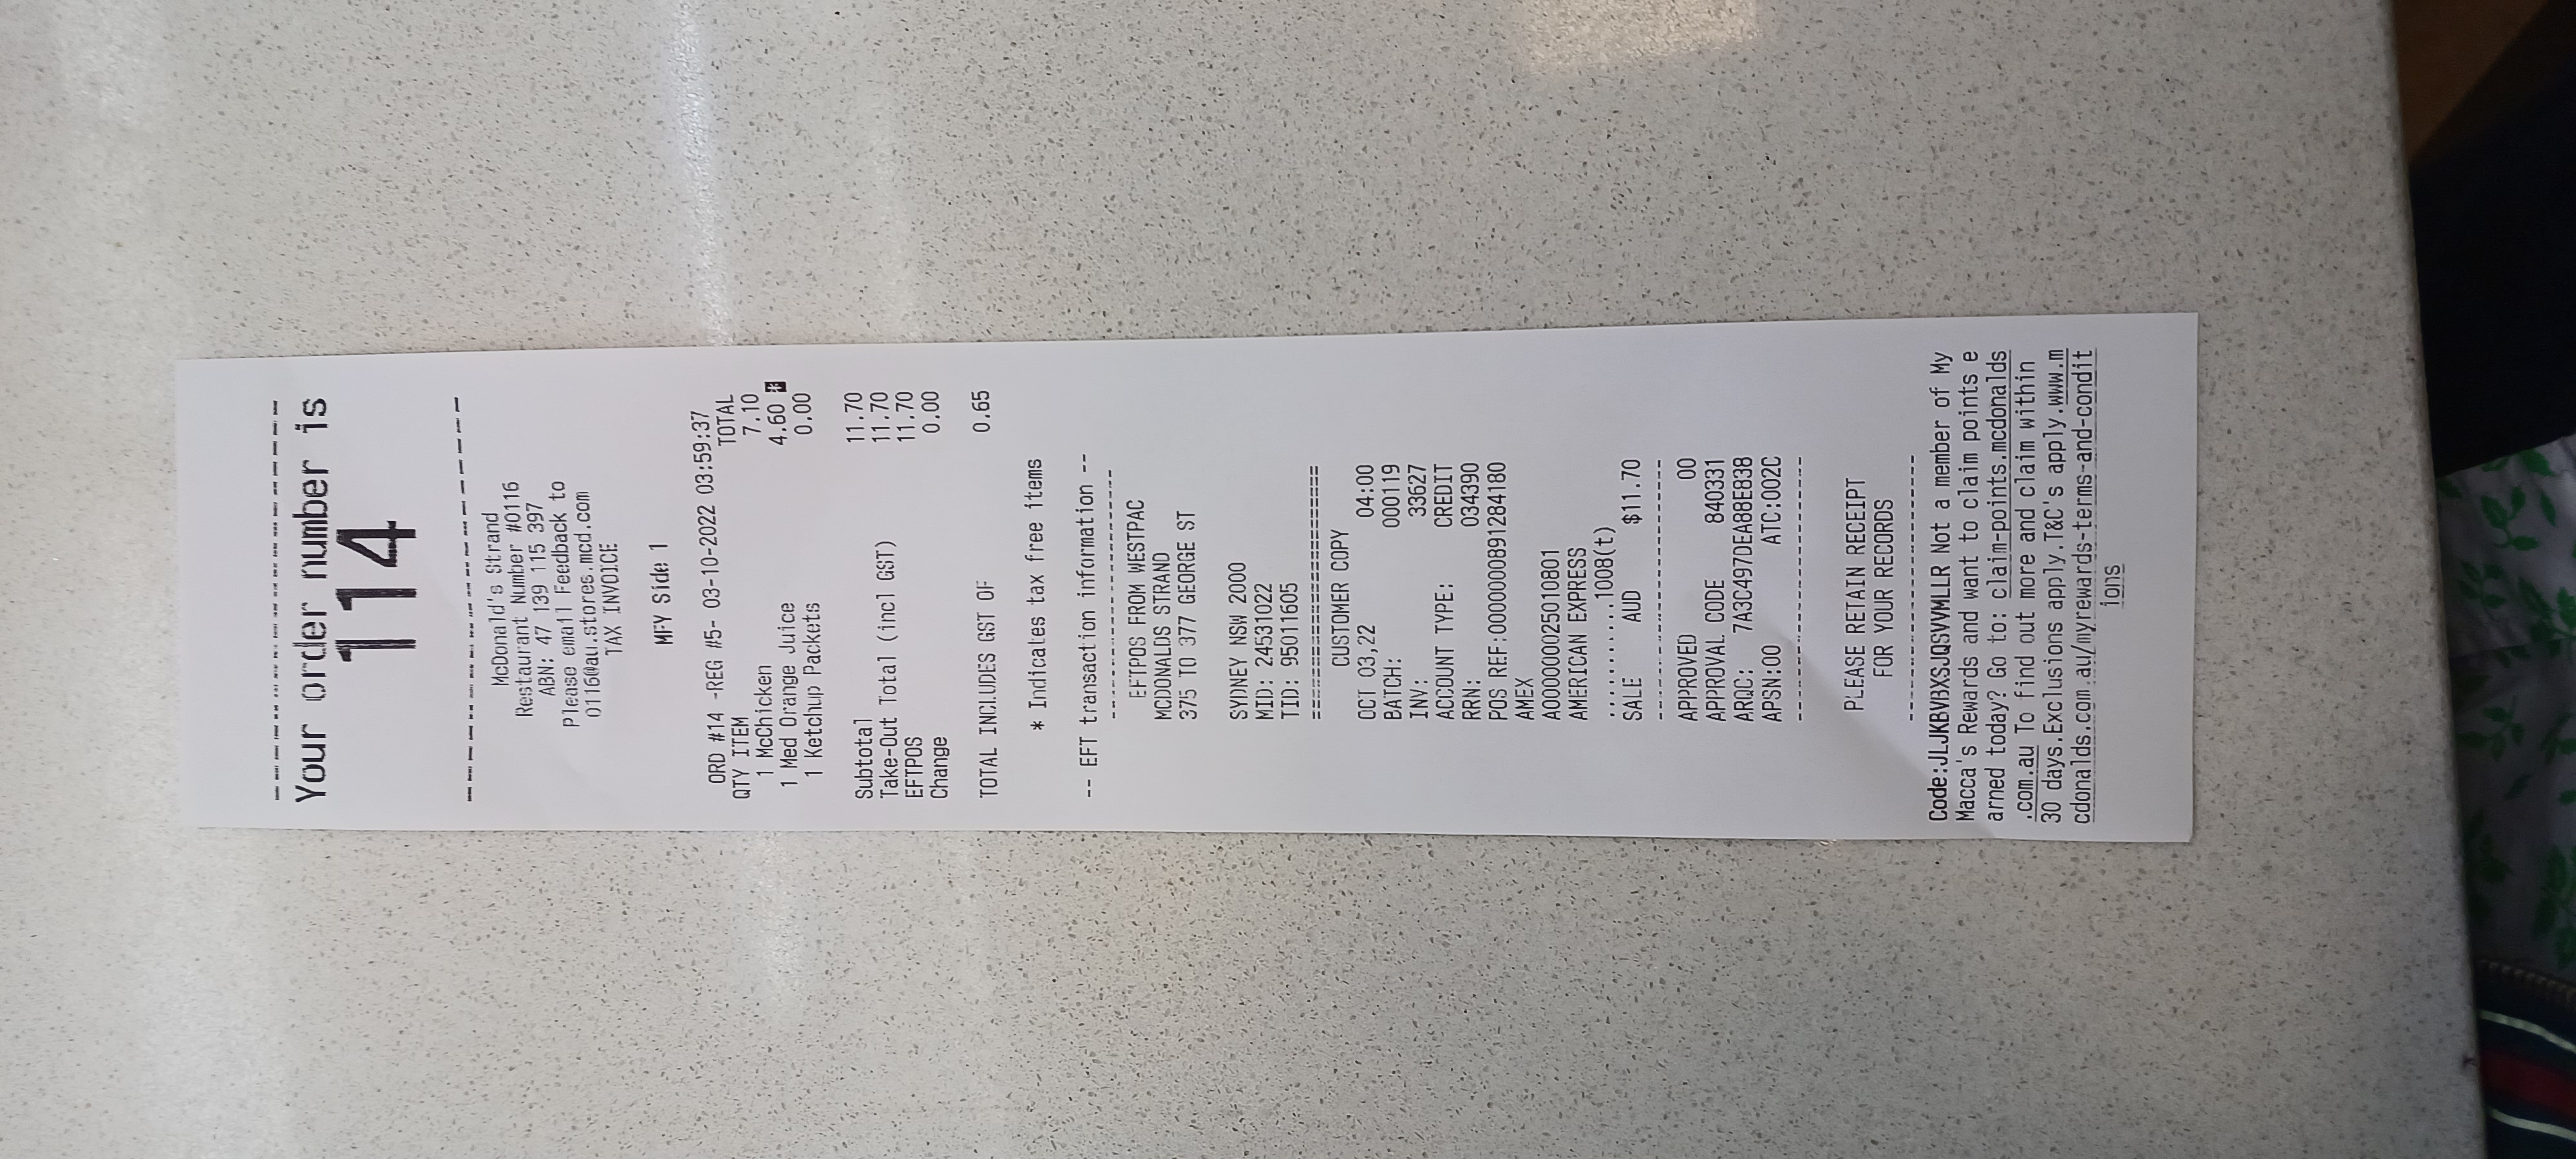 Your order number is
114
McDonald's Strand
Restaurant Number #0116
ABN: 47 139 115 397
Please email Feedback to
0116@au.stores.mcd.com
TAX INVOICE
MFY Side 1
ORD #14 -REG #5- 03-10-2022 03:59:37
QTY ITEM TOTAL
1 McChicken 7.10
1 Med Orange Juice 4.60 *
1 Ketchup Packets 0.00
Subtotal 11.70
Take-Out Total (incl GST) 11.70
EFTPOS 11.70
Change 0.00
TOTAL INCLUDES GST OF 0.65
* Indicates tax free items
-- EFT transaction information --
EFTPOS FROM WESTPAC
MCDONALDS STRAND
375 TO 377 GEORGE ST
SYDNEY NSW 2000
MID: 24531022
TID: 95011605
CUSTOMER COPY
OCT 03,22 04:00
BATCH: 000119
INV: 33627
ACCOUNT TYPE: CREDIT
RRN: 034390
POS REF:0000000891284180
AMEX
A000000025010801
AMERICAN EXPRESS
...........1008(t)
SALE AUD $11.70
APPROVED 00
APPROVAL CODE 840331
ARQC: 7A3C497DEA88E838
APSN:00 ATC:002C
PLEASE RETAIN RECEIPT
FOR YOUR RECORDS
Code:JLJKBVBXSJQSVVMLLR Not a member of My
Macca's Rewards and want to claim points e
arned today? Go to: claim-points.mcdonalds
.com.au To find out more and claim within
30 days.Exclusions apply.T&C's apply.www.m
cdonalds.com.au/myrewards-terms-and-condit
ions